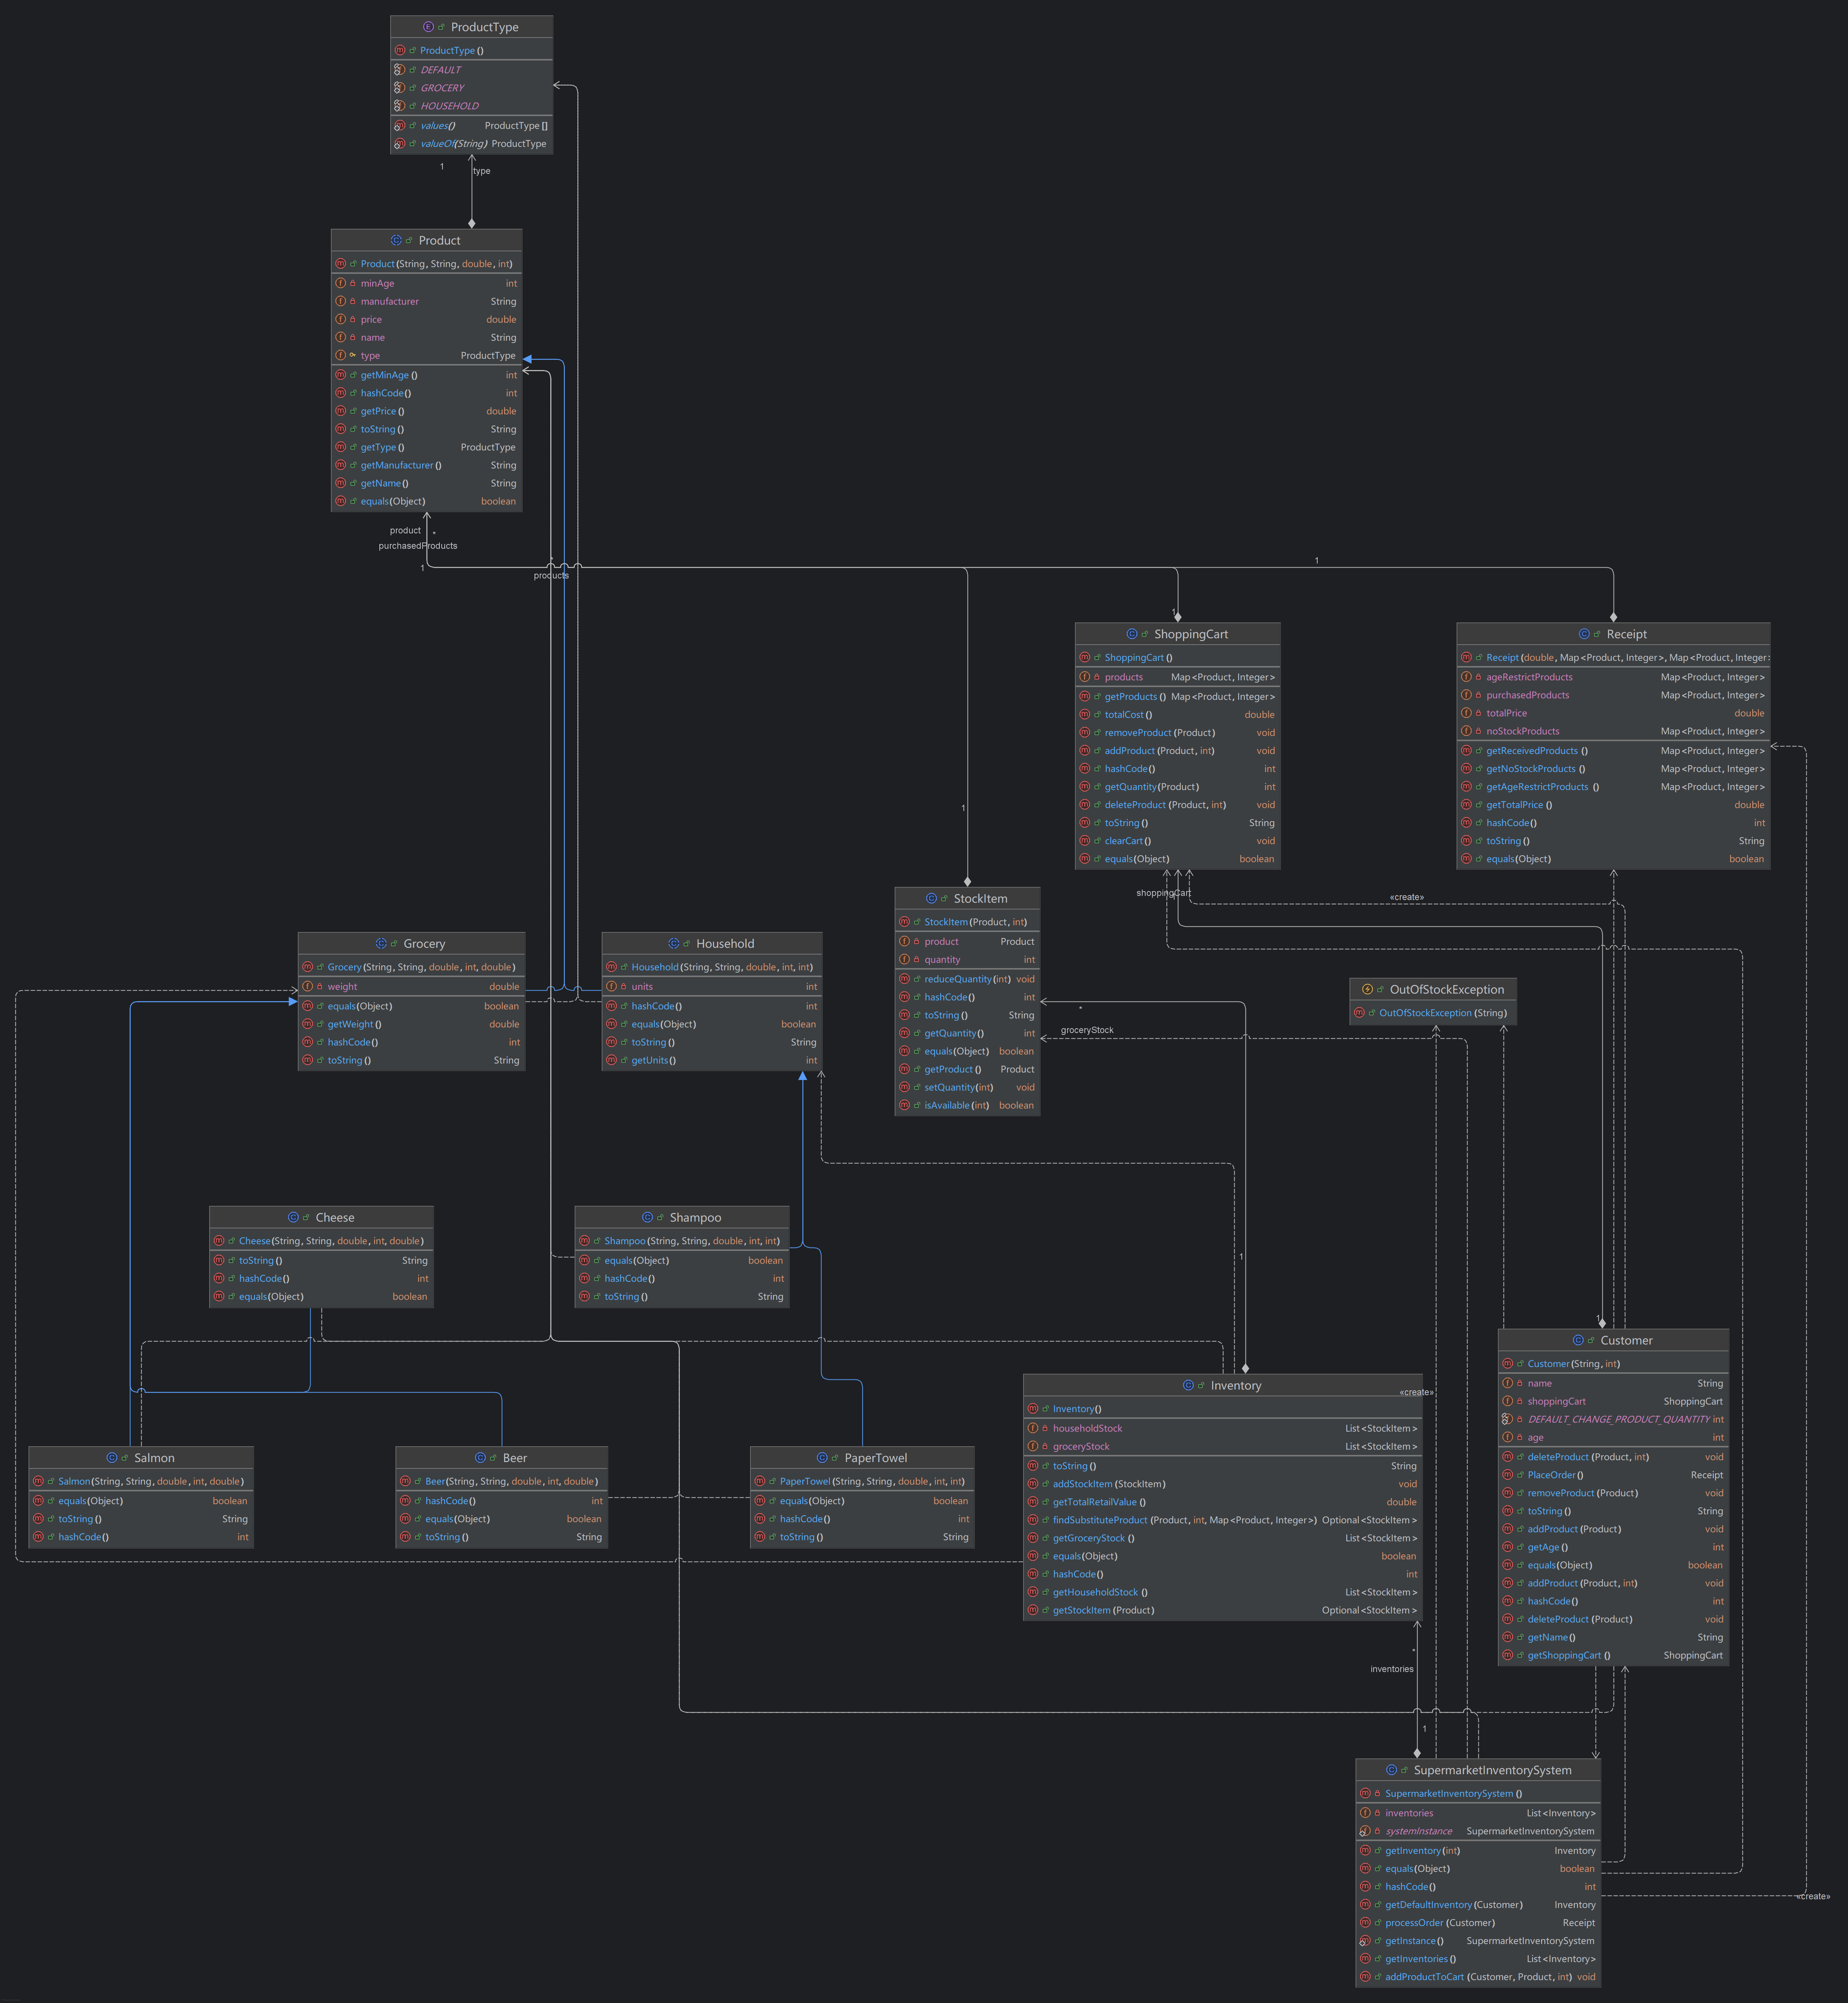 ProductType
ProductType()
DEFAULT
GROCERY
HOUSEHOLD
values() ProductType[]
valueOf(String) ProductType
1
type
Product
Product(String, String, double, int)
minAge int
manufacturer String
price double
name String
type ProductType
getMinAge() int
hashCode() int
getPrice() double
toString() String
getType() ProductType
getManufacturer() String
getName() String
equals(Object) boolean
product
*
purchasedProducts
1
1
products
1
ShoppingCart
ShoppingCart()
products Map<Product, Integer>
getProducts() Map<Product, Integer>
totalCost() double
removeProduct(Product) void
addProduct(Product, int) void
hashCode() int
getQuantity(Product) int
deleteProduct(Product, int) void
toString() String
clearCart() void
equals(Object) boolean
Receipt
Receipt(double, Map<Product, Integer>, Map<Product, Integer>
ageRestrictProducts Map<Product, Integer>
purchasedProducts Map<Product, Integer>
totalPrice double
noStockProducts Map<Product, Integer>
getReceivedProducts() Map<Product, Integer>
getNoStockProducts() Map<Product, Integer>
getAgeRestrictProducts() Map<Product, Integer>
getTotalPrice() double
hashCode() int
toString() String
equals(Object) boolean
1
shoppingCart
«create»
StockItem
StockItem(Product, int)
product Product
quantity int
reduceQuantity(int) void
hashCode() int
toString() String
getQuantity() int
equals(Object) boolean
getProduct() Product
setQuantity(int) void
isAvailable(int) boolean
*
groceryStock
Grocery
Grocery(String, String, double, int, double)
weight double
equals(Object) boolean
getWeight() double
hashCode() int
toString() String
Household
Household(String, String, double, int, int)
units int
hashCode() int
equals(Object) boolean
toString() String
getUnits() int
OutOfStockException
OutOfStockException(String)
Cheese
Cheese(String, String, double, int, double)
toString() String
hashCode() int
equals(Object) boolean
Shampoo
Shampoo(String, String, double, int, int)
equals(Object) boolean
hashCode() int
toString() String
1
1
Customer
Customer(String, int)
name String
shoppingCart ShoppingCart
DEFAULT_CHANGE_PRODUCT_QUANTITY int
age int
deleteProduct(Product, int) void
PlaceOrder() Receipt
removeProduct(Product) void
toString() String
addProduct(Product) void
getAge() int
equals(Object) boolean
addProduct(Product, int) void
hashCode() int
deleteProduct(Product) void
getName() String
getShoppingCart() ShoppingCart
Inventory
«create»
Inventory()
householdStock List<StockItem>
groceryStock List<StockItem>
toString() String
addStockItem(StockItem) void
getTotalRetailValue() double
findSubstituteProduct(Product, int, Map<Product, Integer>) Optional<StockItem>
getGroceryStock() List<StockItem>
equals(Object) boolean
hashCode() int
getHouseholdStock() List<StockItem>
getStockItem(Product) Optional<StockItem>
Salmon
Salmon(String, String, double, int, double)
equals(Object) boolean
toString() String
hashCode() int
Beer
Beer(String, String, double, int, double)
hashCode() int
equals(Object) boolean
toString() String
PaperTowel
PaperTowel(String, String, double, int, int)
equals(Object) boolean
hashCode() int
toString() String
*
inventories
1
SupermarketInventorySystem
SupermarketInventorySystem()
inventories List<Inventory>
systemInstance SupermarketInventorySystem
getInventory(int) Inventory
equals(Object) boolean
hashCode() int
getDefaultInventory(Customer) Inventory
processOrder(Customer) Receipt
getInstance() SupermarketInventorySystem
getInventories() List<Inventory>
addProductToCart(Customer, Product, int) void
«create»